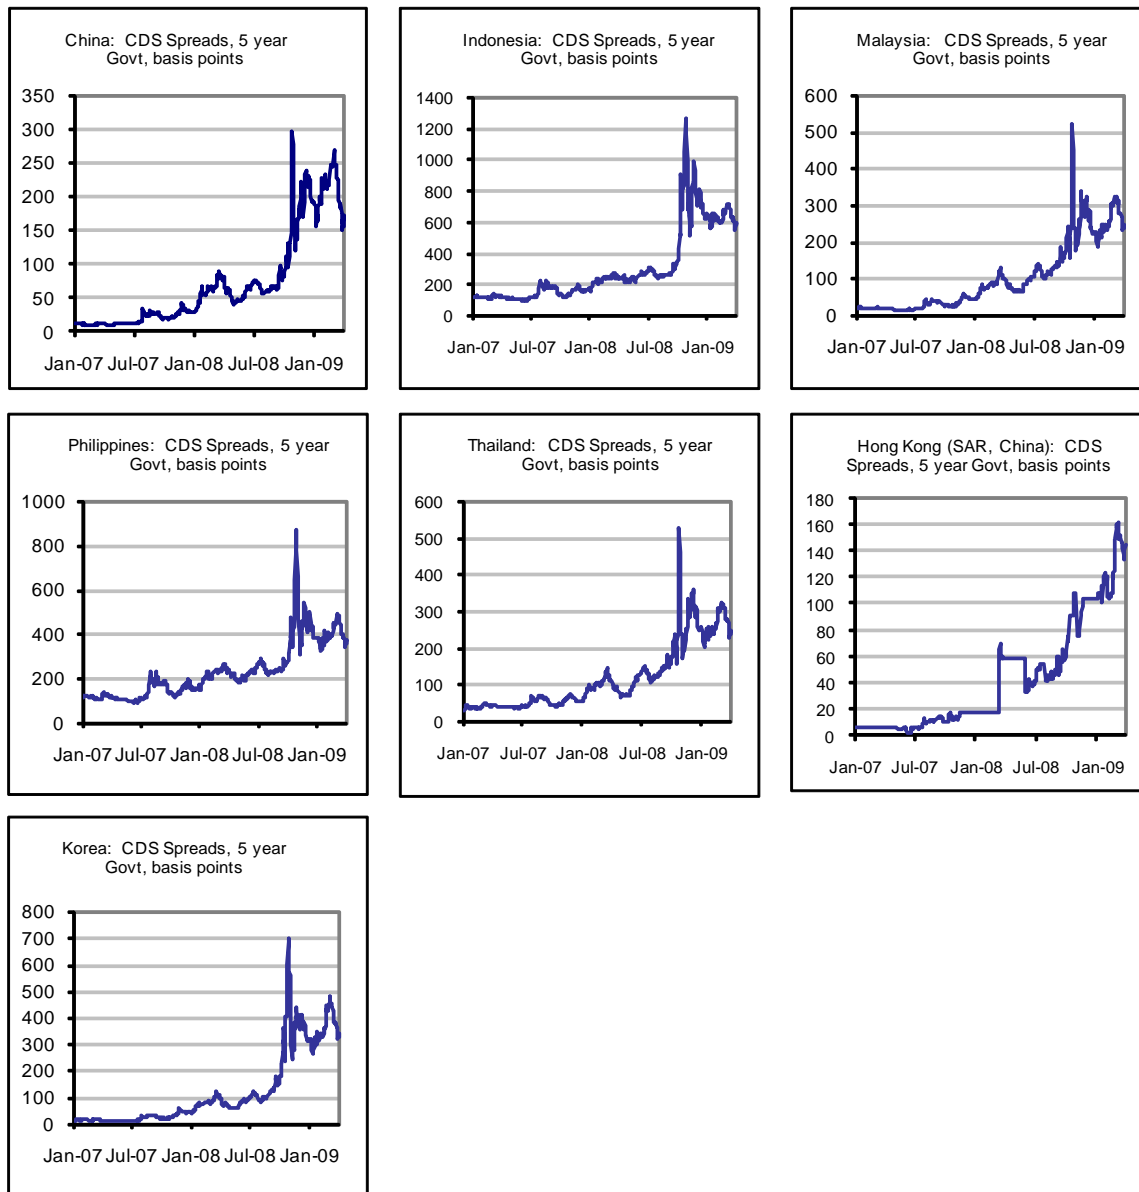 China: CDS Spreads, 5 year
Govt, basis points
350
300
250
200
150
100
50
0
Jan-07 Jul-07 Jan-08 Jul-08 Jan-09
Indonesia: CDS Spreads, 5 year
Govt, basis points
1400
1200
1000
800
600
400
200
0
Jan-07 Jul-07 Jan-08 Jul-08 Jan-09
Malaysia: CDS Spreads, 5 year
Govt, basis points
600
500
400
300
200
100
0
Jan-07 Jul-07 Jan-08 Jul-08 Jan-09
Philippines: CDS Spreads, 5 year
Govt, basis points
1000
800
600
400
200
0
Jan-07 Jul-07 Jan-08 Jul-08 Jan-09
Thailand: CDS Spreads, 5 year
Govt, basis points
600
500
400
300
200
100
0
Jan-07 Jul-07 Jan-08 Jul-08 Jan-09
Hong Kong (SAR, China): CDS
Spreads, 5 year Govt, basis points
180
160
140
120
100
80
60
40
20
0
Jan-07 Jul-07 Jan-08 Jul-08 Jan-09
Korea: CDS Spreads, 5 year
Govt, basis points
800
700
600
500
400
300
200
100
0
Jan-07 Jul-07 Jan-08 Jul-08 Jan-09